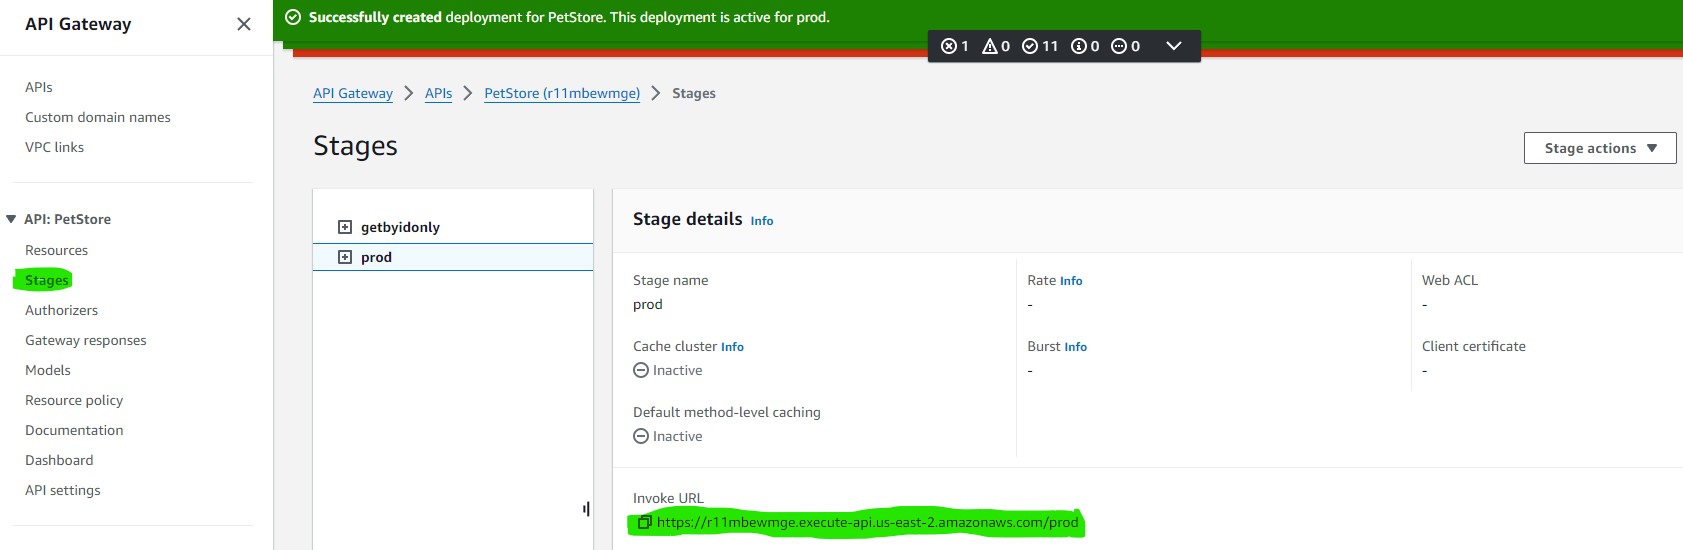 API Gateway
APIs
Custom domain names
VPC links
API: PetStore
Resources
Stages
Authorizers
Gateway responses
Models
Resource policy
Documentation
Dashboard
API settings
Successfully created deployment for PetStore. This deployment is active for prod.
1 0 11 0 0
API Gateway APIs PetStore (r11mbewmge) Stages
Stages
Stage actions
getbyidonly
prod
Stage details Info
Stage name
prod
Rate Info
-
Web ACL
-
Cache cluster Info
Inactive
Burst Info
-
Client certificate
-
Default method-level caching
Inactive
Invoke URL
https://r11mbewmge.execute-api.us-east-2.amazonaws.com/prod